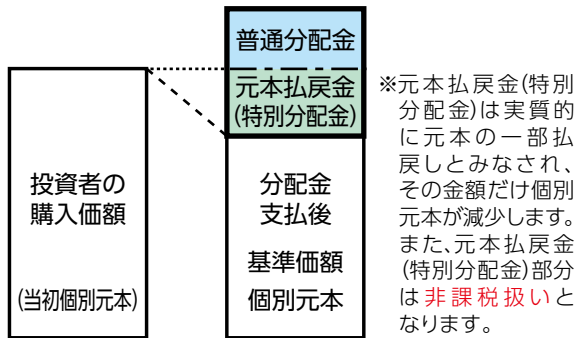 普通分配金
元本払戻金
(特別分配金)
投資者の
購入価額
(当初個別元本)
分配金
支払後
基準価額
個別元本
※元本払戻金(特別
分配金)は実質的
に元本の一部払
戻しとみなされ、
その金額だけ個別
元本が減少します。
また、元本払戻金
(特別分配金)部分
は非課税扱いと
なります。